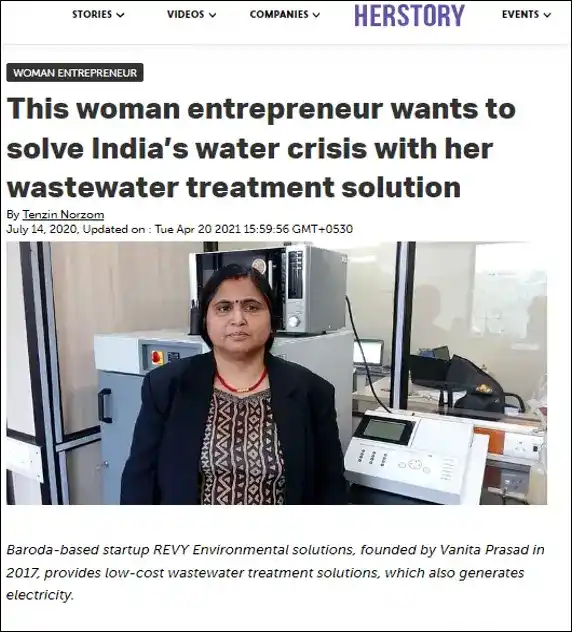 STORIES VIDEOS COMPANIES HERSTORY EVENTS
WOMAN ENTREPRENEUR
This woman entrepreneur wants to
solve India's water crisis with her
wastewater treatment solution
By Tenzin Norzom
July 14, 2020, Updated on : Tue Apr 20 2021 15:59:56 GMT+0530
Baroda-based startup REVY Environmental solutions, founded by Vanita Prasad in
2017, provides low-cost wastewater treatment solutions, which also generates
electricity.